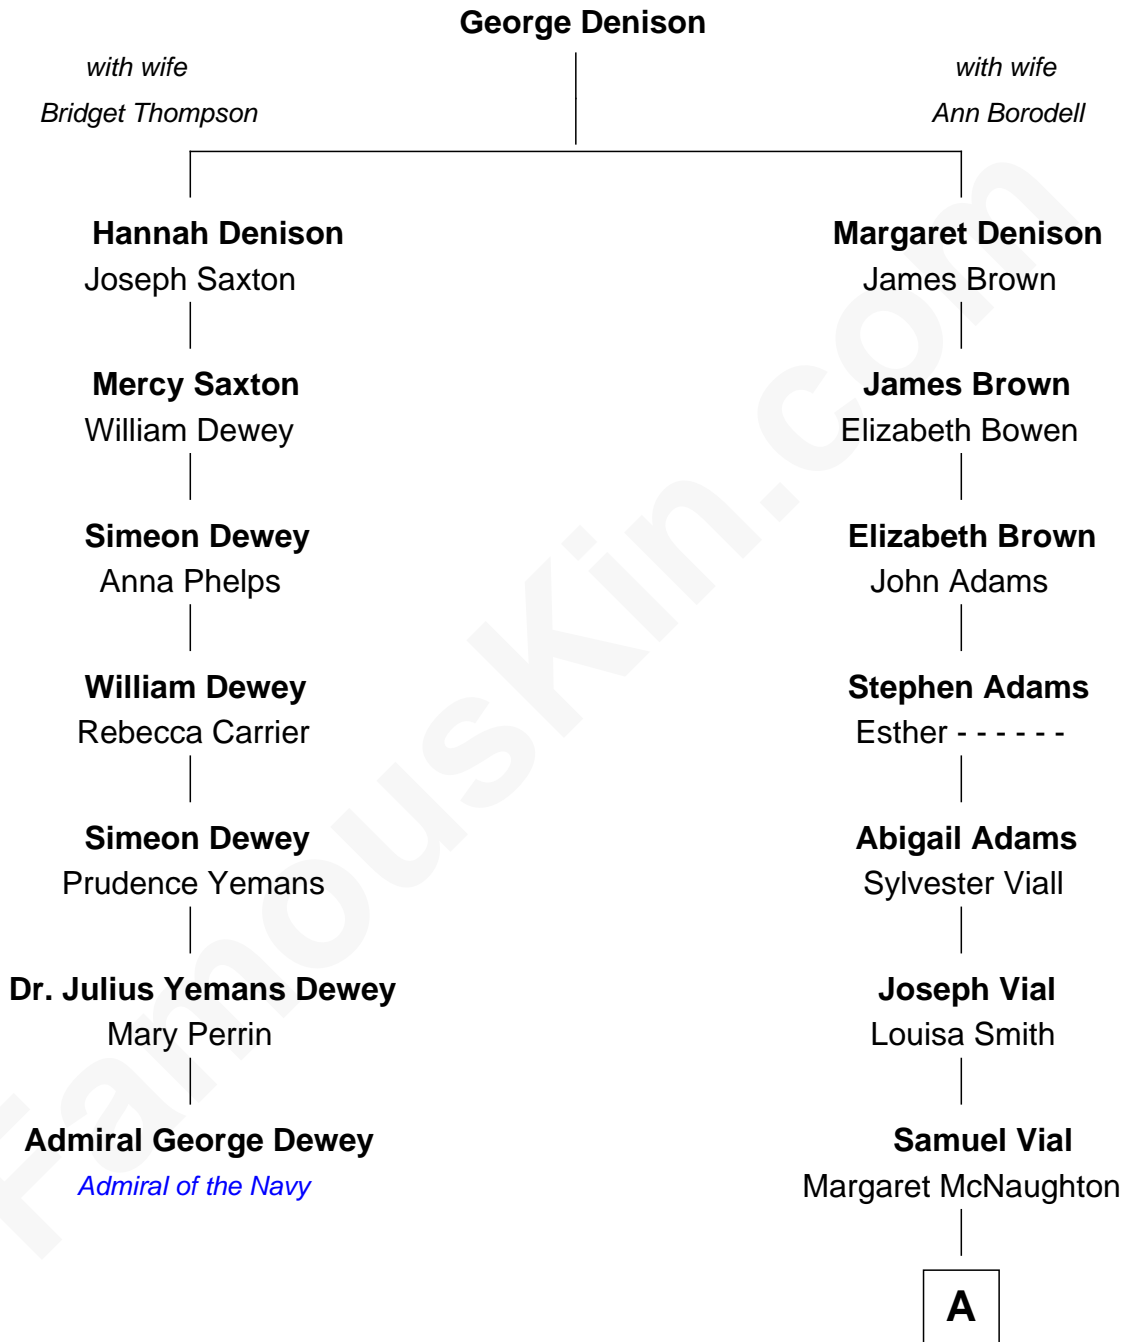 George Denison
with wife
Bridget Thompson
with wife
Ann Borodell
Hannah Denison
Joseph Saxton
Margaret Denison
James Brown
Mercy Saxton
William Dewey
James Brown
Elizabeth Bowen
Simeon Dewey
Anna Phelps
Elizabeth Brown
John Adams
William Dewey
Rebecca Carrier
Stephen Adams
Esther - - - - - -
Simeon Dewey
Prudence Yemans
Abigail Adams
Sylvester Viall
Dr. Julius Yemans Dewey
Mary Perrin
Joseph Vial
Louisa Smith
Admiral George Dewey
Admiral of the Navy
Samuel Vial
Margaret McNaughton
A
FamousKin.com